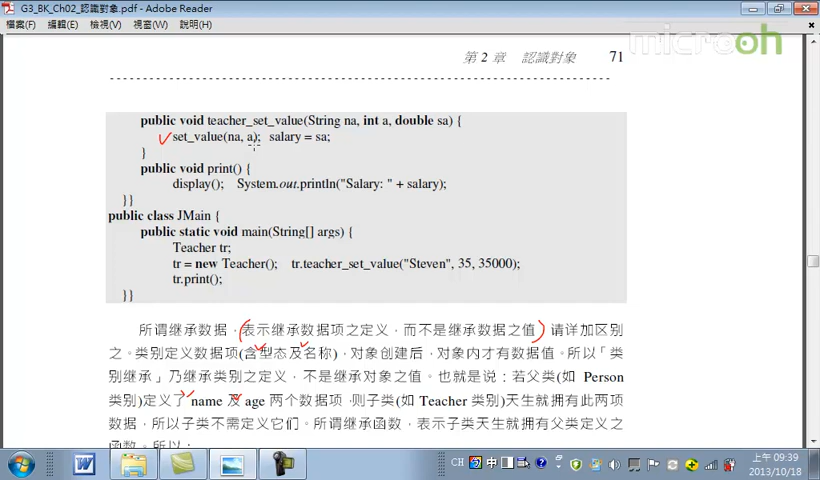 G3_BK_Ch02_認識對象.pdf - Adobe Reader
檔案(F) 編輯(E) 檢視(V) 視窗(W) 說明(H)
microoh
第 2 章 認識對象 71
public void teacher_set_value(String na, int a, double sa) {
set_value(na, a); salary = sa;
}
public void print() {
display(); System.out.println("Salary: " + salary);
}}
public class JMain {
public static void main(String[] args) {
Teacher tr;
tr = new Teacher(); tr.teacher_set_value("Steven", 35, 35000);
tr.print();
}}
所谓继承数据，表示继承数据项之定义，而不是继承数据之值，请详加区别
之。类别定义数据项(含型态及名称)，对象创建后，对象内才有数据值。所以「类
别继承」乃继承类别之定义，不是继承对象之值。也就是说：若父类(如 Person
类别)定义了 name 及 age 两个数据项，则子类(如 Teacher 类别)天生就拥有此两项
数据，所以子类不需定义它们。所谓继承函数，表示子类天生就拥有父类定义之
函数。所以：
CH 中
上午 09:39
2013/10/18